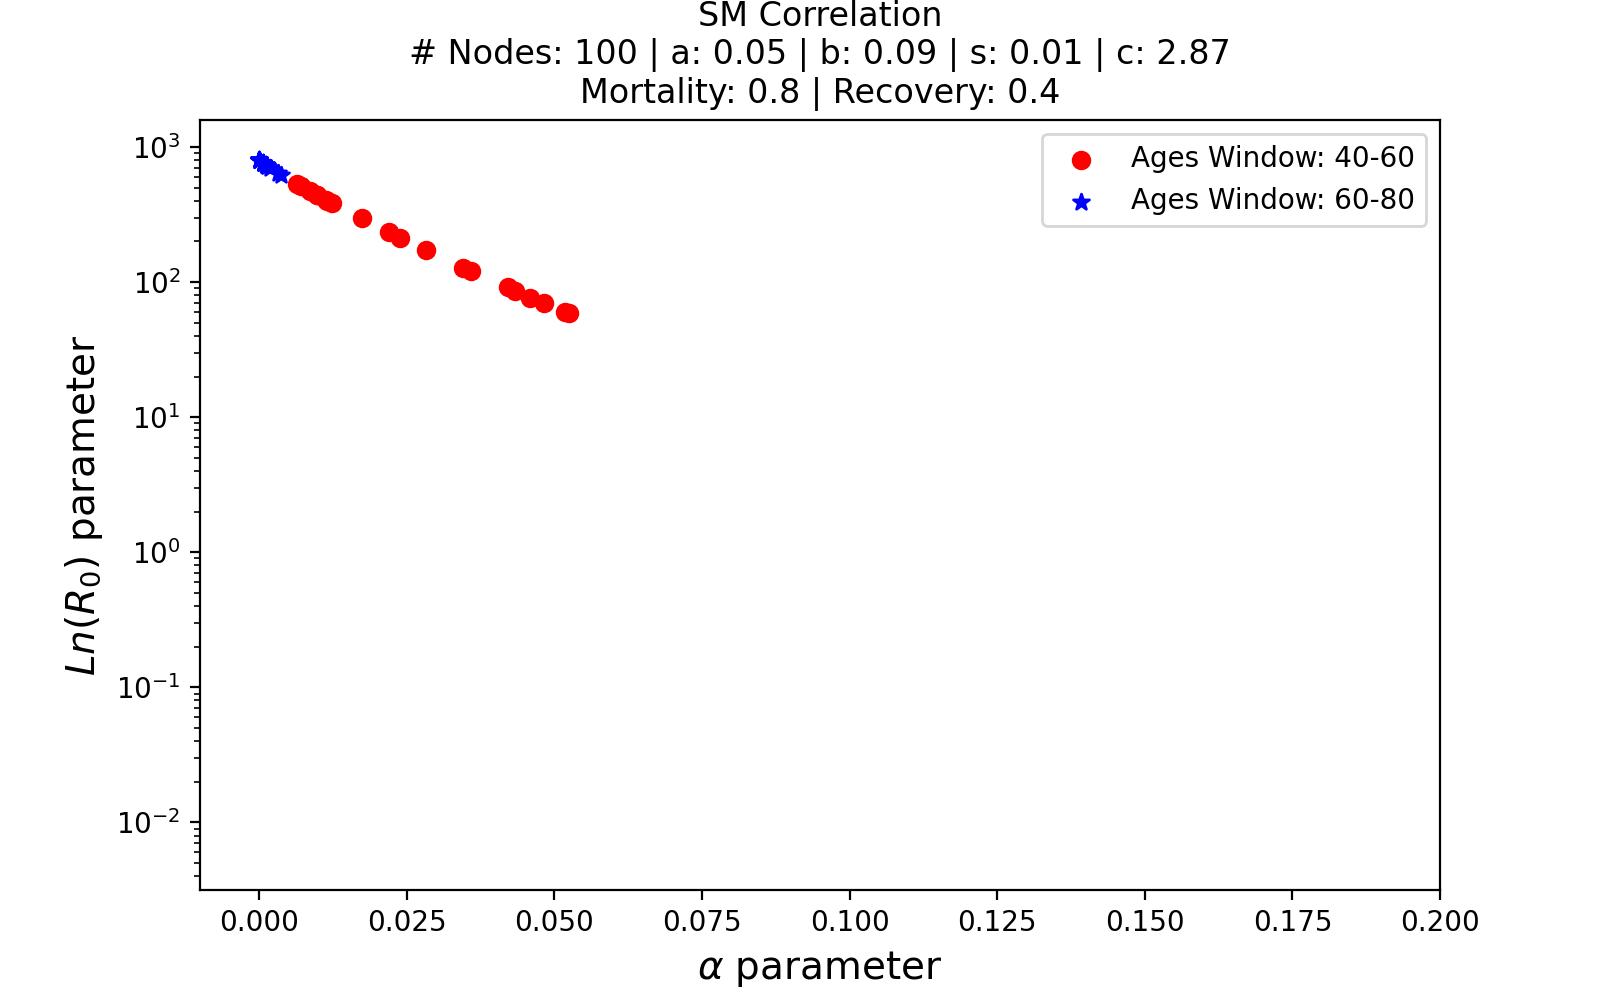 SM Correlation
# Nodes: 100 | a: 0.05 | b: 0.09 | s: 0.01 | c: 2.87
Mortality: 0.8 | Recovery: 0.4
Ages Window: 40-60
Ages Window: 60-80
Ln(R₀) parameter
10³
10²
10¹
10⁰
10⁻¹
10⁻²
0.000 0.025 0.050 0.075 0.100 0.125 0.150 0.175 0.200
α parameter